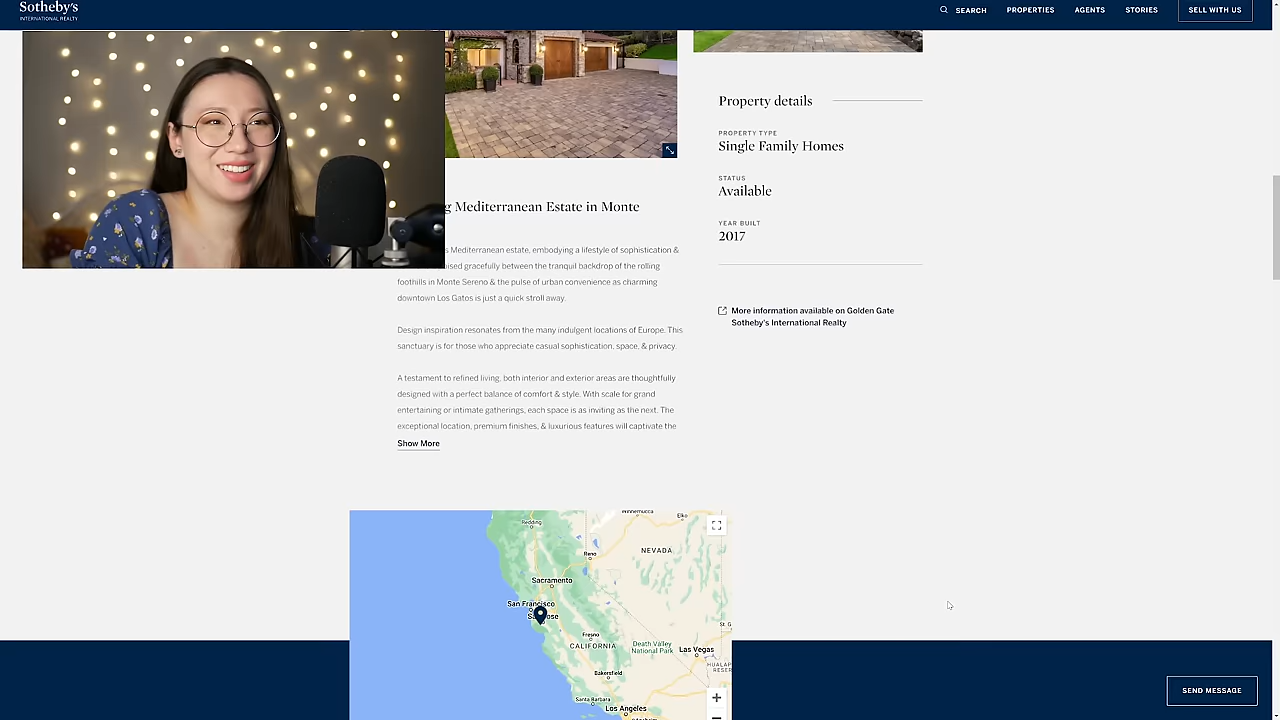 Sotheby's
INTERNATIONAL REALTY
SEARCH
PROPERTIES
AGENTS
STORIES
SELL WITH US
Mediterranean Estate in Monte
Mediterranean estate, embodying a lifestyle of sophistication &
gracefully between the tranquil backdrop of the rolling
foothills in Monte Sereno & the pulse of urban convenience as charming
downtown Los Gatos is just a quick stroll away.
Design inspiration resonates from the many indulgent locations of Europe. This
sanctuary is for those who appreciate casual sophistication, space, & privacy.
A testament to refined living, both interior and exterior areas are thoughtfully
designed with a perfect balance of comfort & style. With scale for grand
entertaining or intimate gatherings, each space is as inviting as the next. The
exceptional location, premium finishes, & luxurious features will captivate the
Show More
Property details
PROPERTY TYPE
Single Family Homes
STATUS
Available
YEAR BUILT
2017
More information available on Golden Gate
Sotheby's International Realty
Winnemucca
Elko
Redding
Reno
NEVADA
Sacramento
San Francisco
San Jose
St. G
Fresno
CALIFORNIA
Death Valley
National Park
Las Vegas
HUALAP
RESER
Bakersfield
Santa Barbara
Los Angeles
SEND MESSAGE